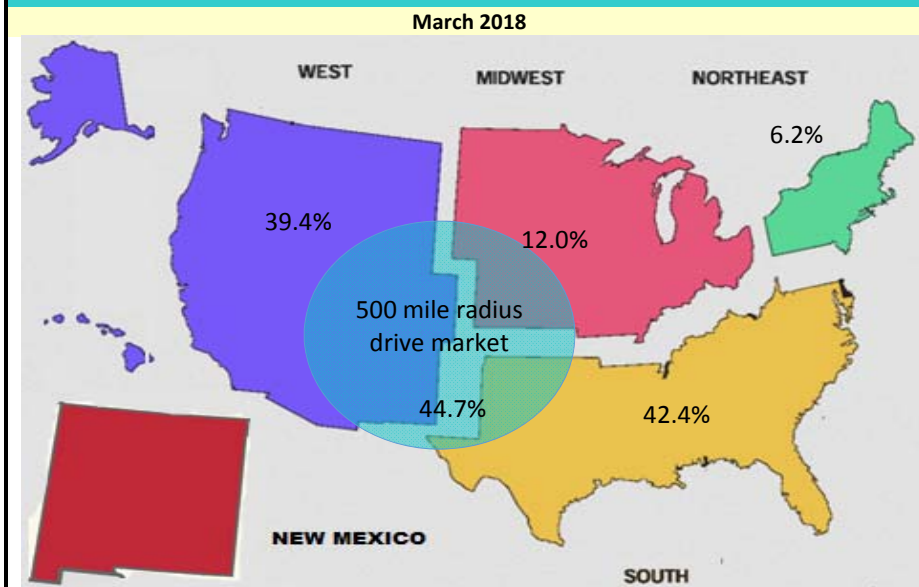 March 2018
WEST
MIDWEST
NORTHEAST
6.2%
39.4%
12.0%
500 mile radius
drive market
44.7%
42.4%
NEW MEXICO
SOUTH